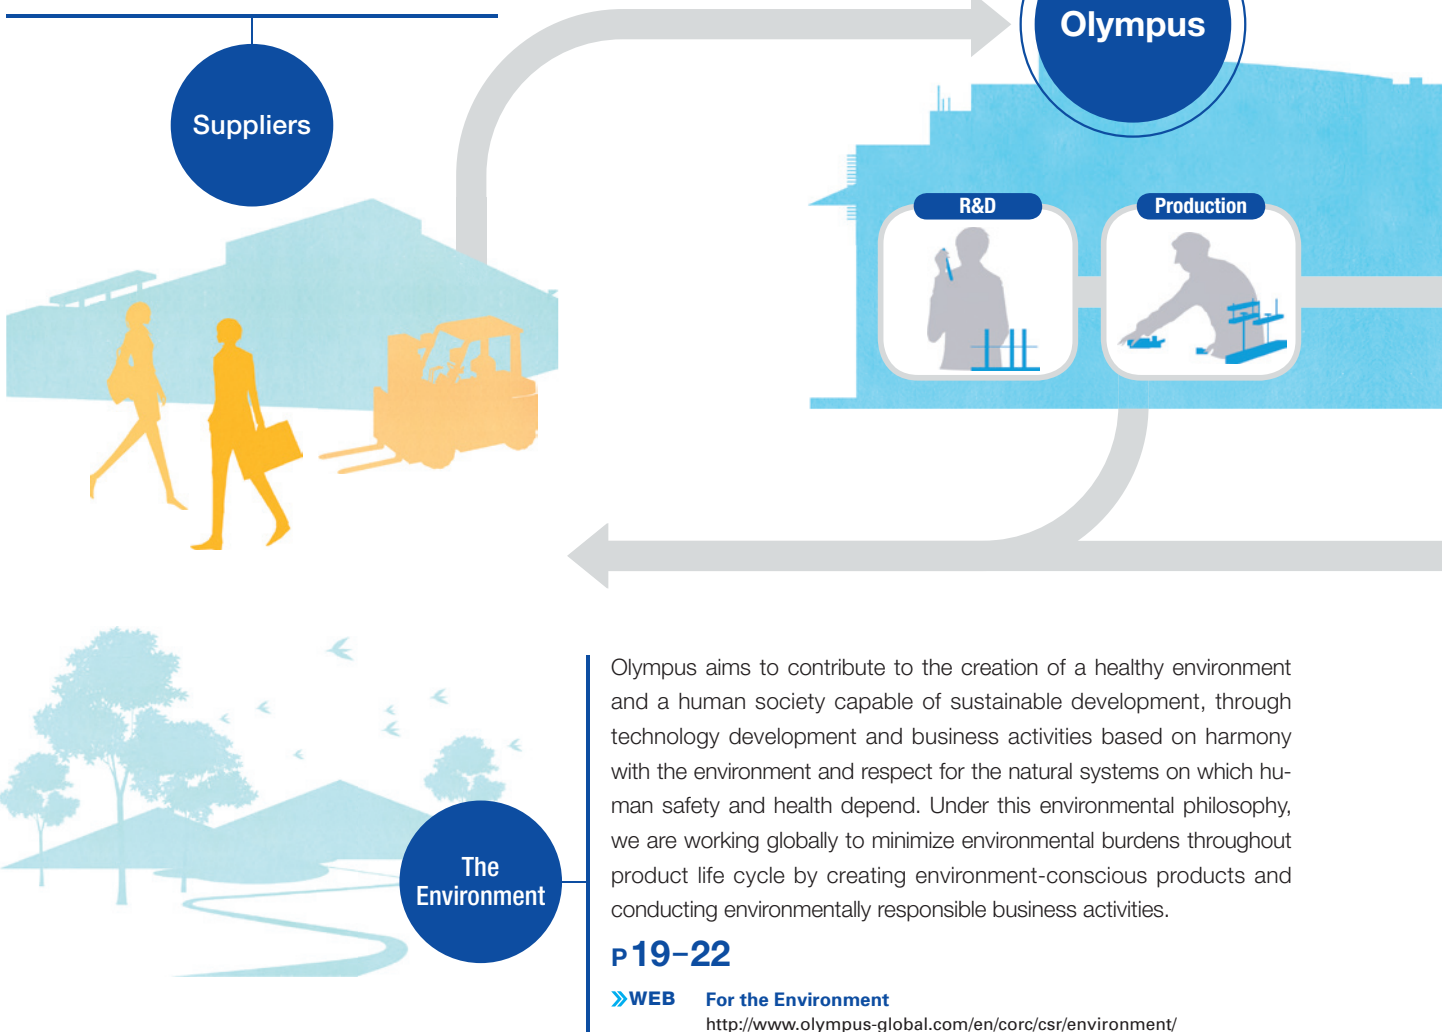 Olympus
Suppliers
R&D
Production
Olympus aims to contribute to the creation of a healthy environment
and a human society capable of sustainable development, through
technology development and business activities based on harmony
with the environment and respect for the natural systems on which hu-
man safety and health depend. Under this environmental philosophy,
we are working globally to minimize environmental burdens throughout
product life cycle by creating environment-conscious products and
conducting environmentally responsible business activities.
The
Environment
P19–22
WEB For the Environment
http://www.olympus-global.com/en/corc/csr/environment/